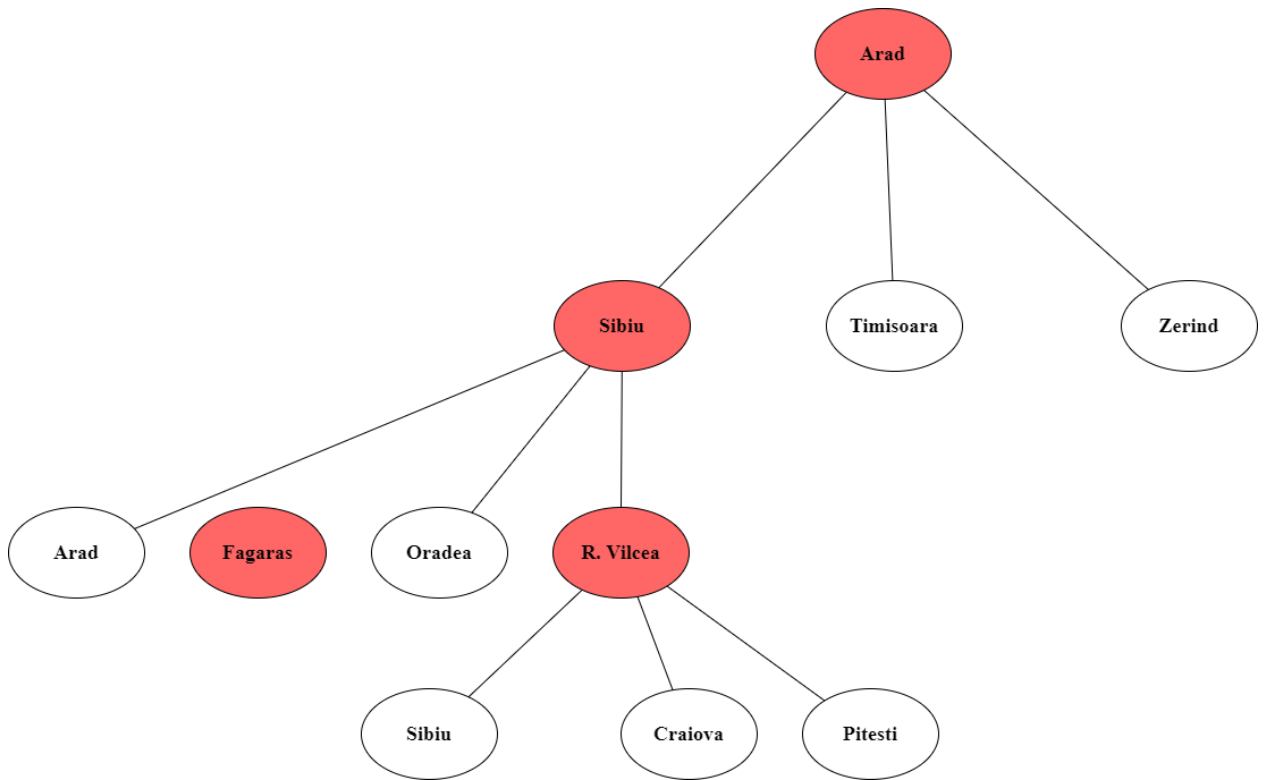 Arad
Sibiu
Timisoara
Zerind
Arad
Fagaras
Oradea
R. Vilcea
Sibiu
Craiova
Pitesti